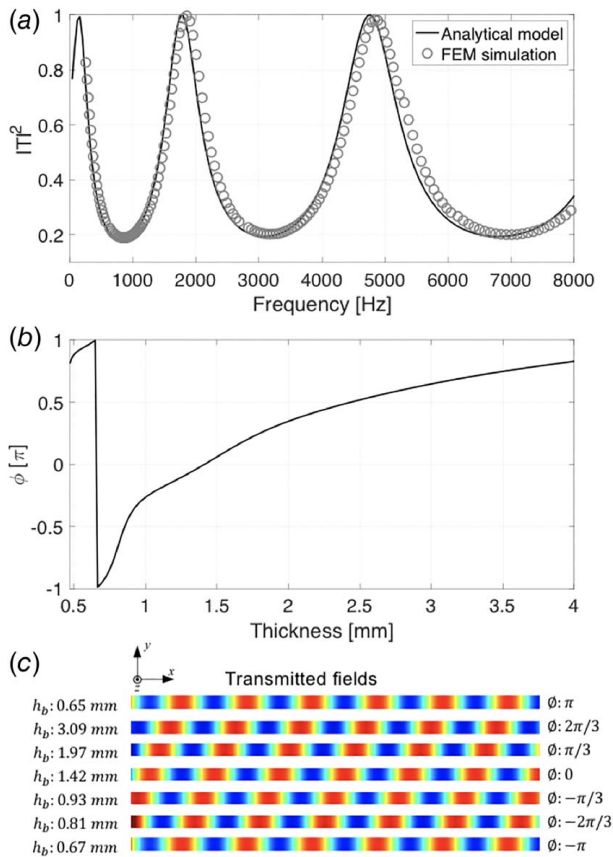 (a)
1
0.8
0.6
0.4
0.2
|T|²
Analytical model
FEM simulation
0 1000 2000 3000 4000 5000 6000 7000 8000
Frequency [Hz]
(b)
1
0.5
0
-0.5
-1
ϕ [π]
0.5 1 1.5 2 2.5 3 3.5 4
Thickness [mm]
(c)
y
x
z
Transmitted fields
h_b: 0.65 mm Ø: π
h_b: 3.09 mm Ø: 2π/3
h_b: 1.97 mm Ø: π/3
h_b: 1.42 mm Ø: 0
h_b: 0.93 mm Ø: −π/3
h_b: 0.81 mm Ø: −2π/3
h_b: 0.67 mm Ø: −π